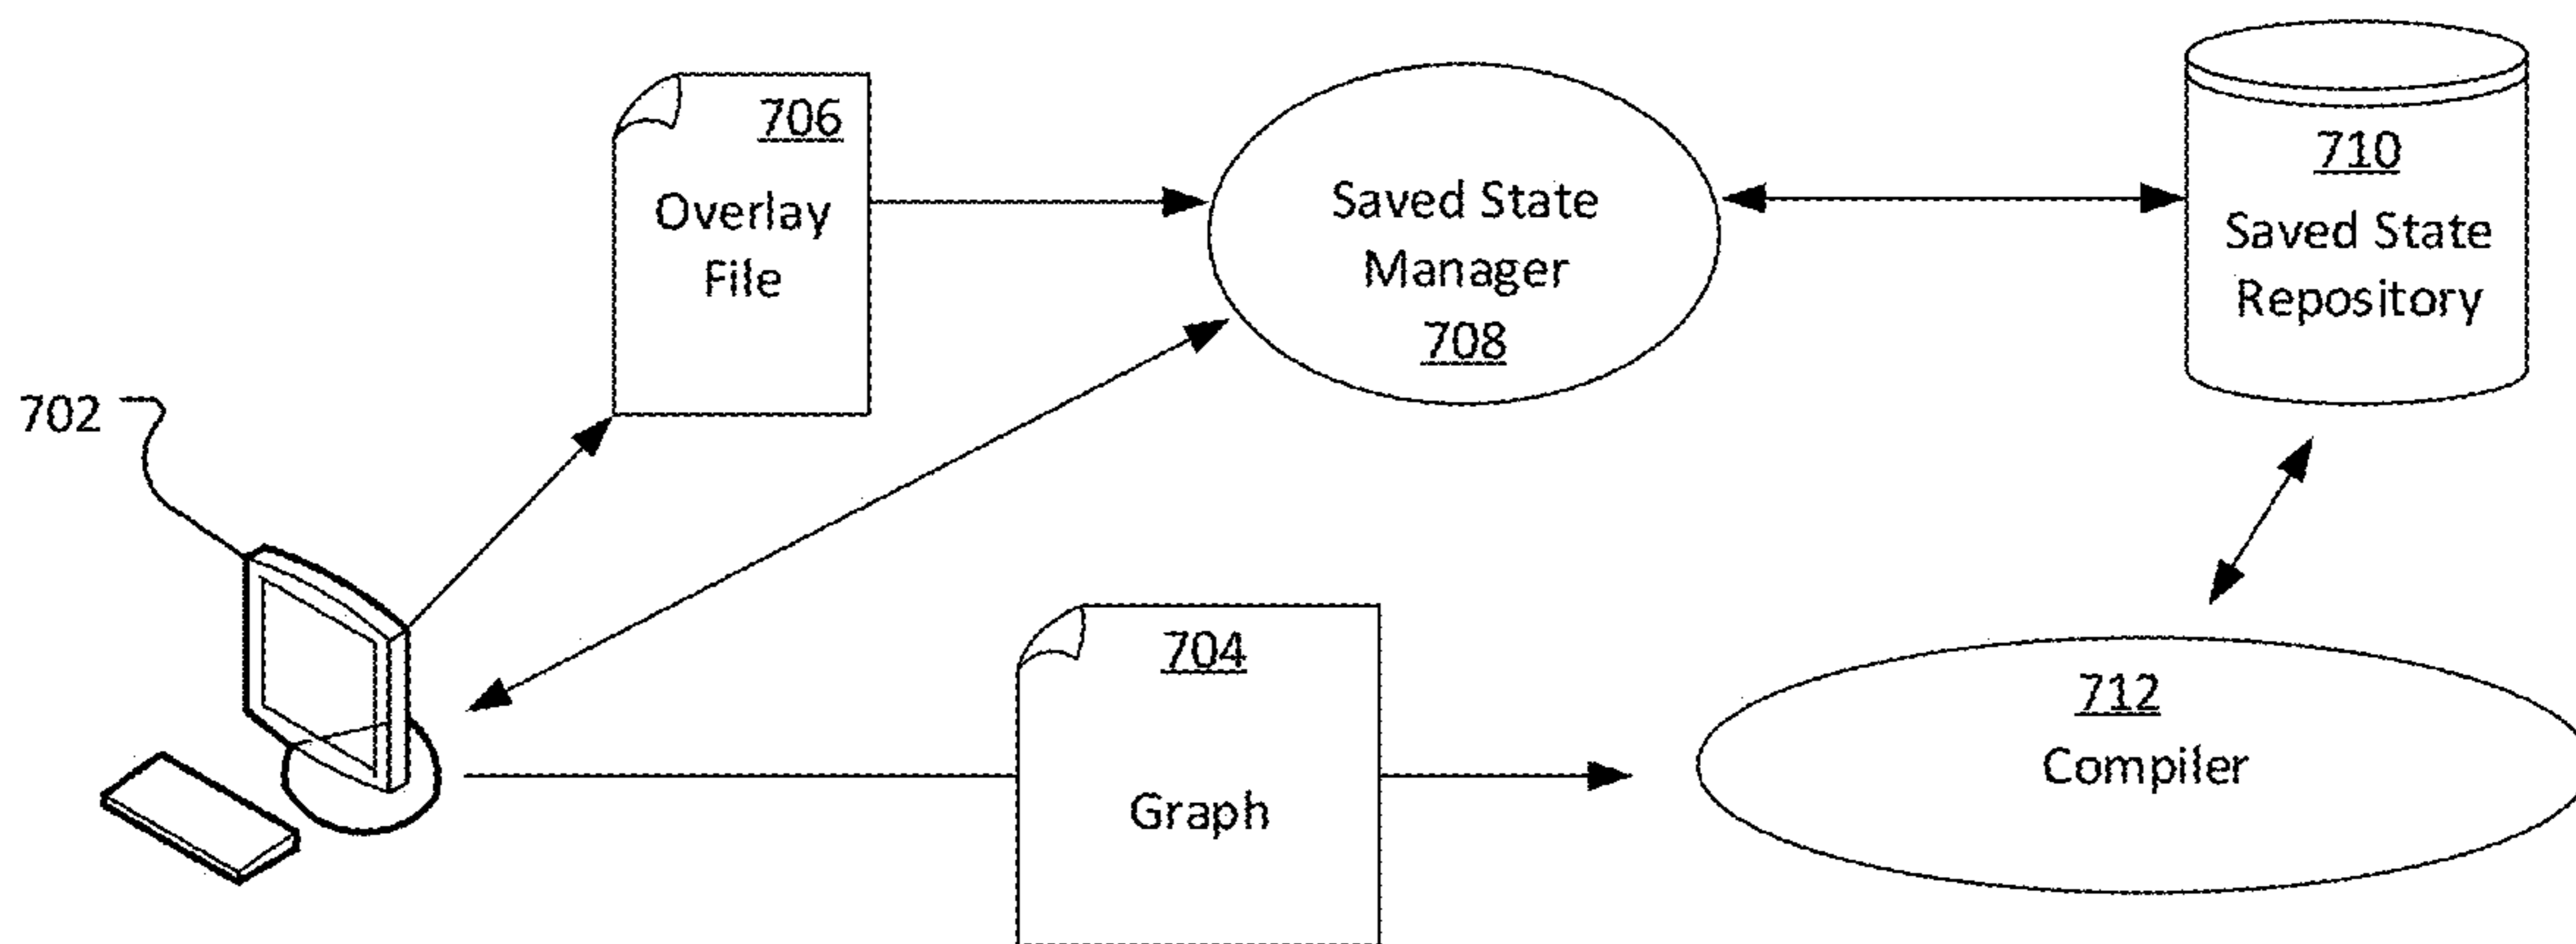 706
Overlay
File
Saved State
Manager
708
710
Saved State
Repository
702
704
Graph
712
Compiler